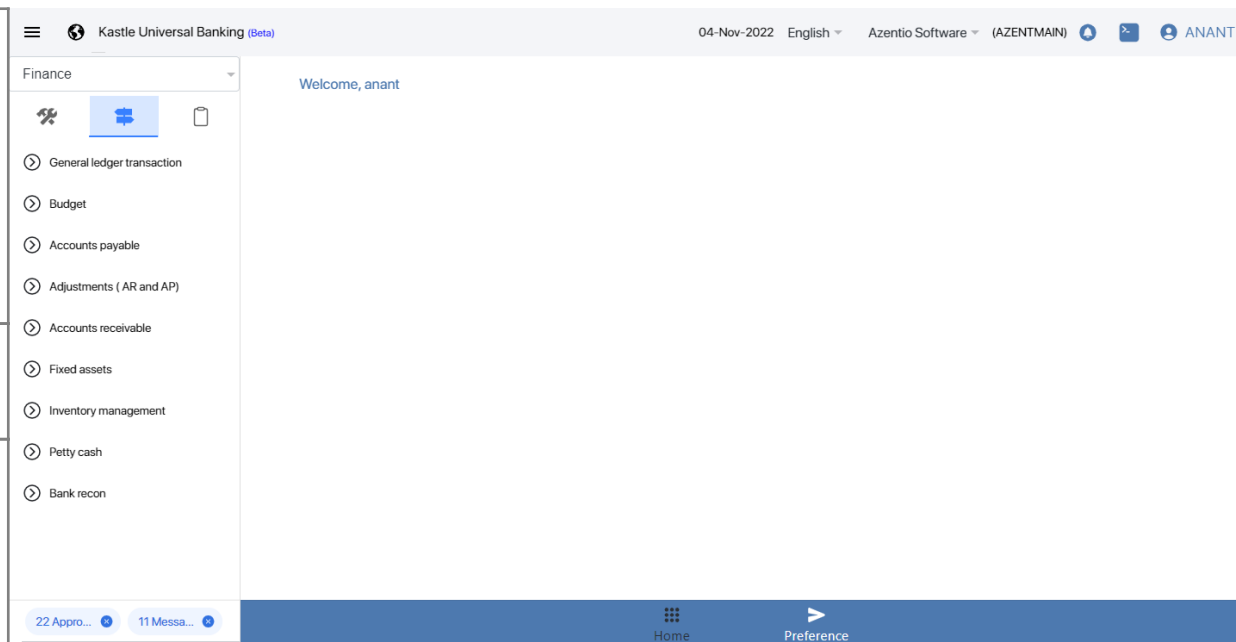 Kastle Universal Banking (Beta) 04-Nov-2022 English Azentio Software (AZENTMAIN) ANANT
Finance
Welcome, anant
General ledger transaction
Budget
Accounts payable
Adjustments ( AR and AP)
Accounts receivable
Fixed assets
Inventory management
Petty cash
Bank recon
22 Appro... 11 Messa...
Home Preference